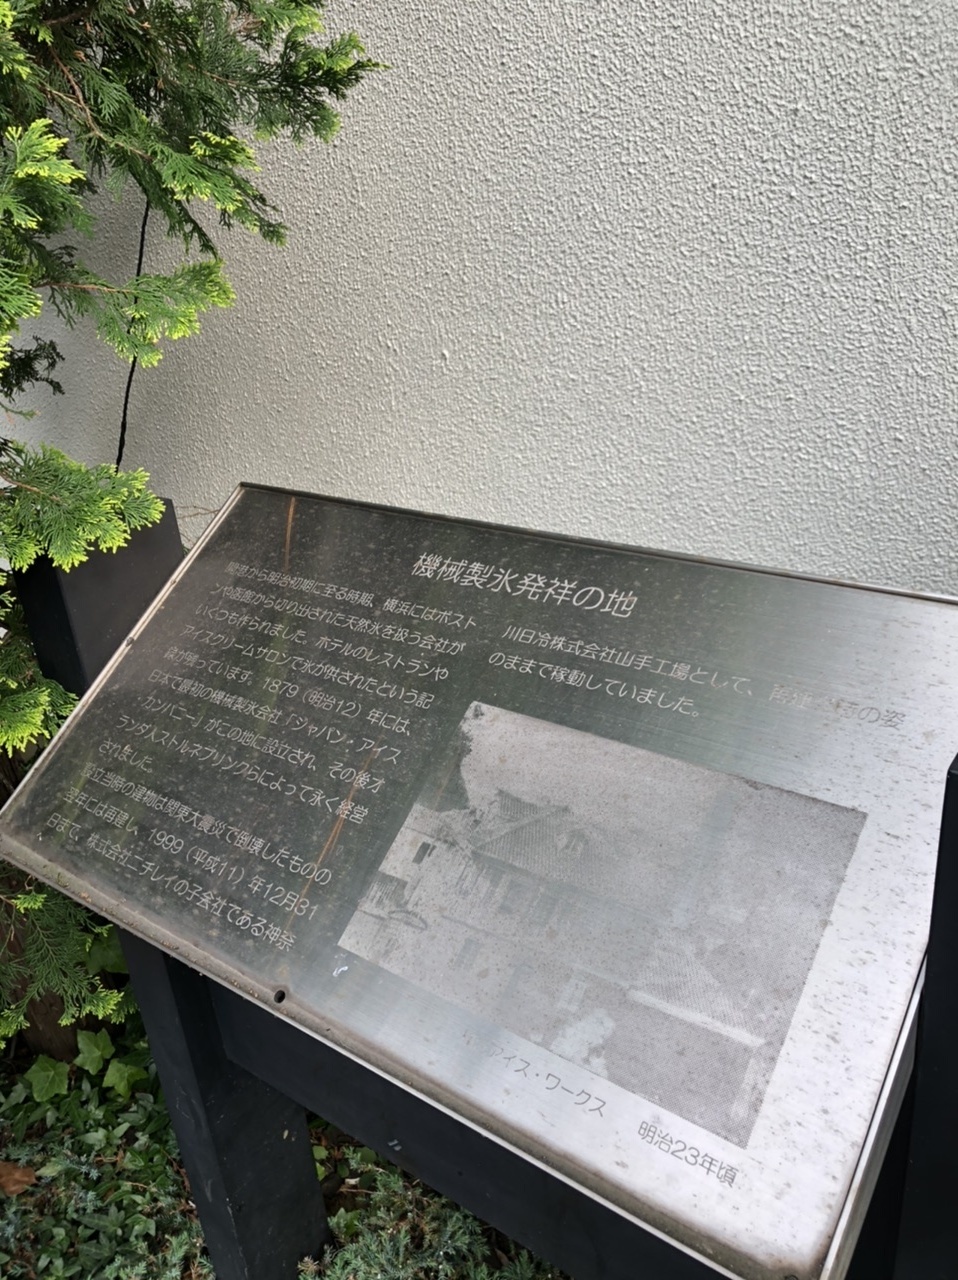 機械製氷発祥の地
開港から明治初期に至る時期、横浜にはボスト
ンや函館から切り出された天然氷を扱う会社が
いくつも作られました。ホテルのレストランや
アイスクリームサロンで氷が供されたという記
録が残っています。1879（明治12）年には、
日本で最初の機械製氷会社「ジャパン・アイス
カンパニー」がこの地に設立され、その後オ
ランダ人ストルネブリンクらによって永く経営
されました。
設立当時の建物は関東大震災で倒壊したものの
翌年には再建し、1999（平成11）年12月31
日まで、株式会社ニチレイの子会社である神奈
川日冷株式会社山手工場として、再建当時の姿
のままで稼動していました。
アイス・ワークス
明治23年頃